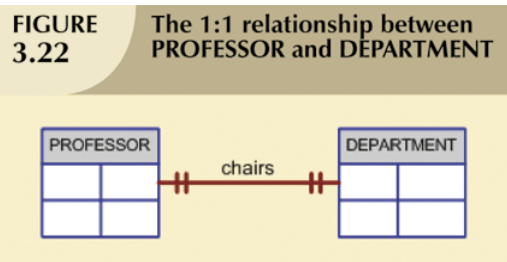 FIGURE
3.22
The 1:1 relationship between
PROFESSOR and DEPARTMENT
PROFESSOR
chairs
DEPARTMENT